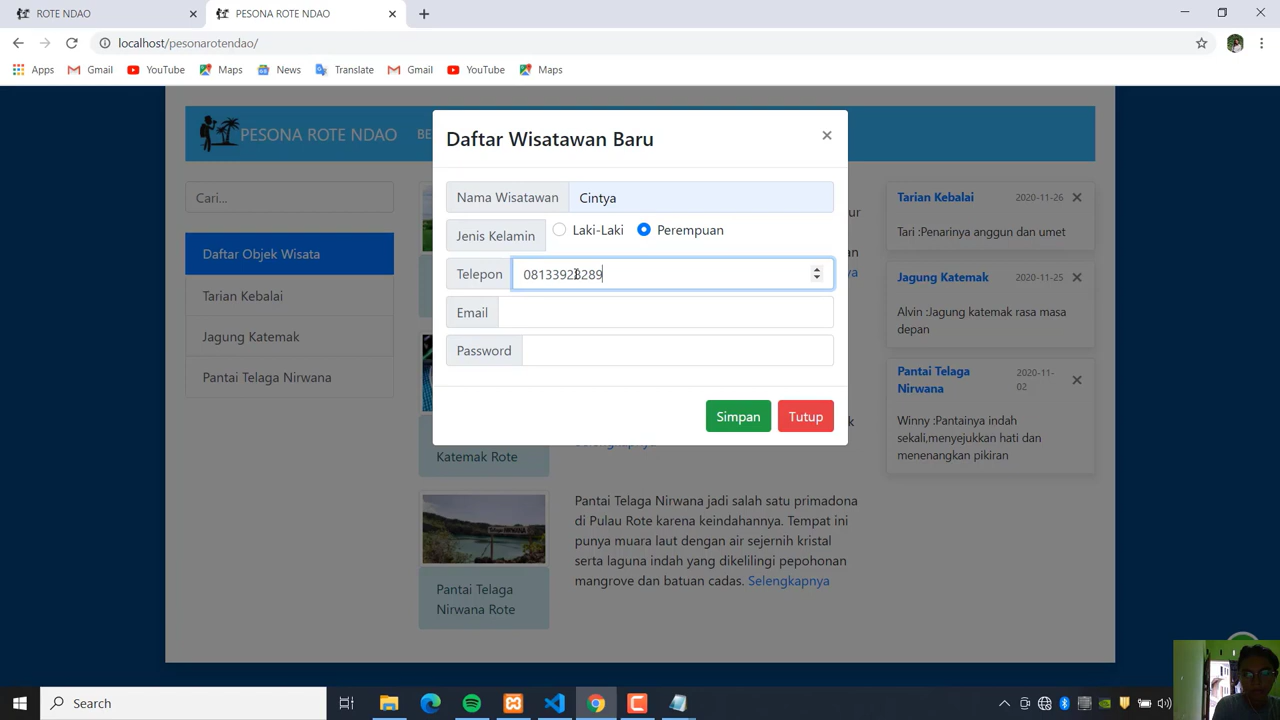 ROTE NDAO
PESONA ROTE NDAO
localhost/pesonarotendao/
Apps
Gmail
YouTube
Maps
News
Translate
Gmail
YouTube
Maps
PESONA ROTE NDAO
BE
Cari...
Daftar Objek Wisata
Tarian Kebalai
Jagung Katemak
Pantai Telaga Nirwana
Daftar Wisatawan Baru
×
Nama Wisatawan
Cintya
Jenis Kelamin
Laki-Laki
Perempuan
Telepon
08133928289
Email
Password
Simpan
Tutup
Selengkapnya
Katemak Rote
Pantai Telaga
Nirwana Rote
Pantai Telaga Nirwana jadi salah satu primadona
di Pulau Rote karena keindahannya. Tempat ini
punya muara laut dengan air sejernih kristal
serta laguna indah yang dikelilingi pepohonan
mangrove dan batuan cadas. Selengkapnya
Tarian Kebalai
2020-11-26
Tari :Penarinya anggun dan umet
Jagung Katemak
2020-11-25
Alvin :Jagung katemak rasa masa
depan
Pantai Telaga
Nirwana
2020-11-
02
Winny :Pantainya indah
sekali,menyejukkan hati dan
menenangkan pikiran
Search